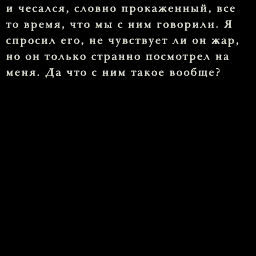 и чесался, словно прокаженный, все
то время, что мы с ним говорили. Я
спросил его, не чувствует ли он жар,
но он только странно посмотрел на
меня. Да что с ним такое вообще?